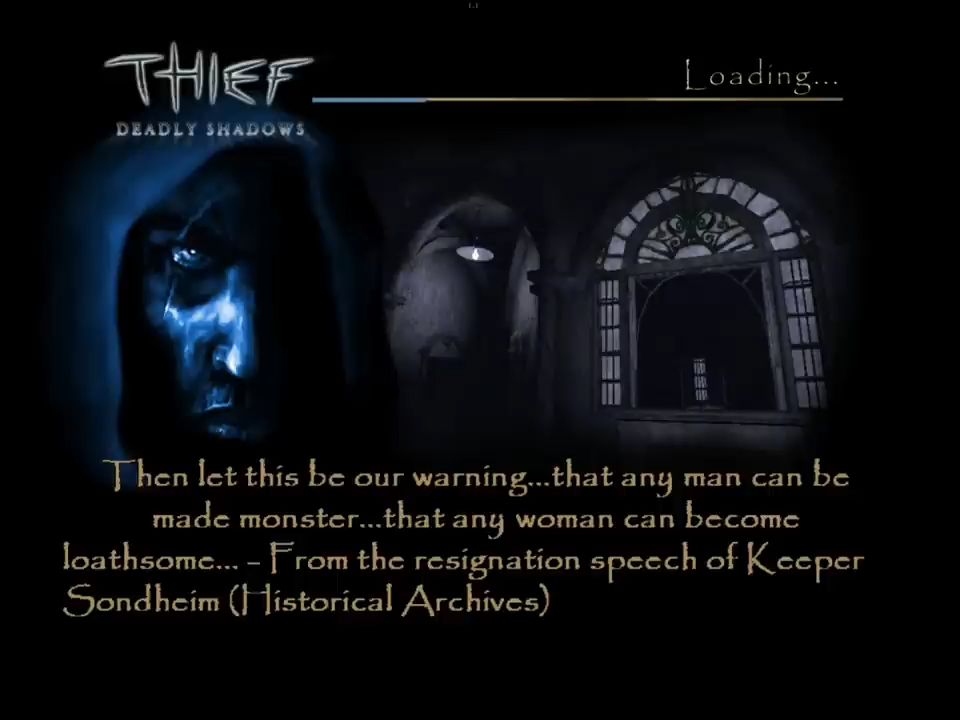 THIEF
DEADLY SHADOWS
Loading...
Then let this be our warning...that any man can be
made monster...that any woman can become
loathsome... - From the resignation speech of Keeper
Sondheim (Historical Archives)